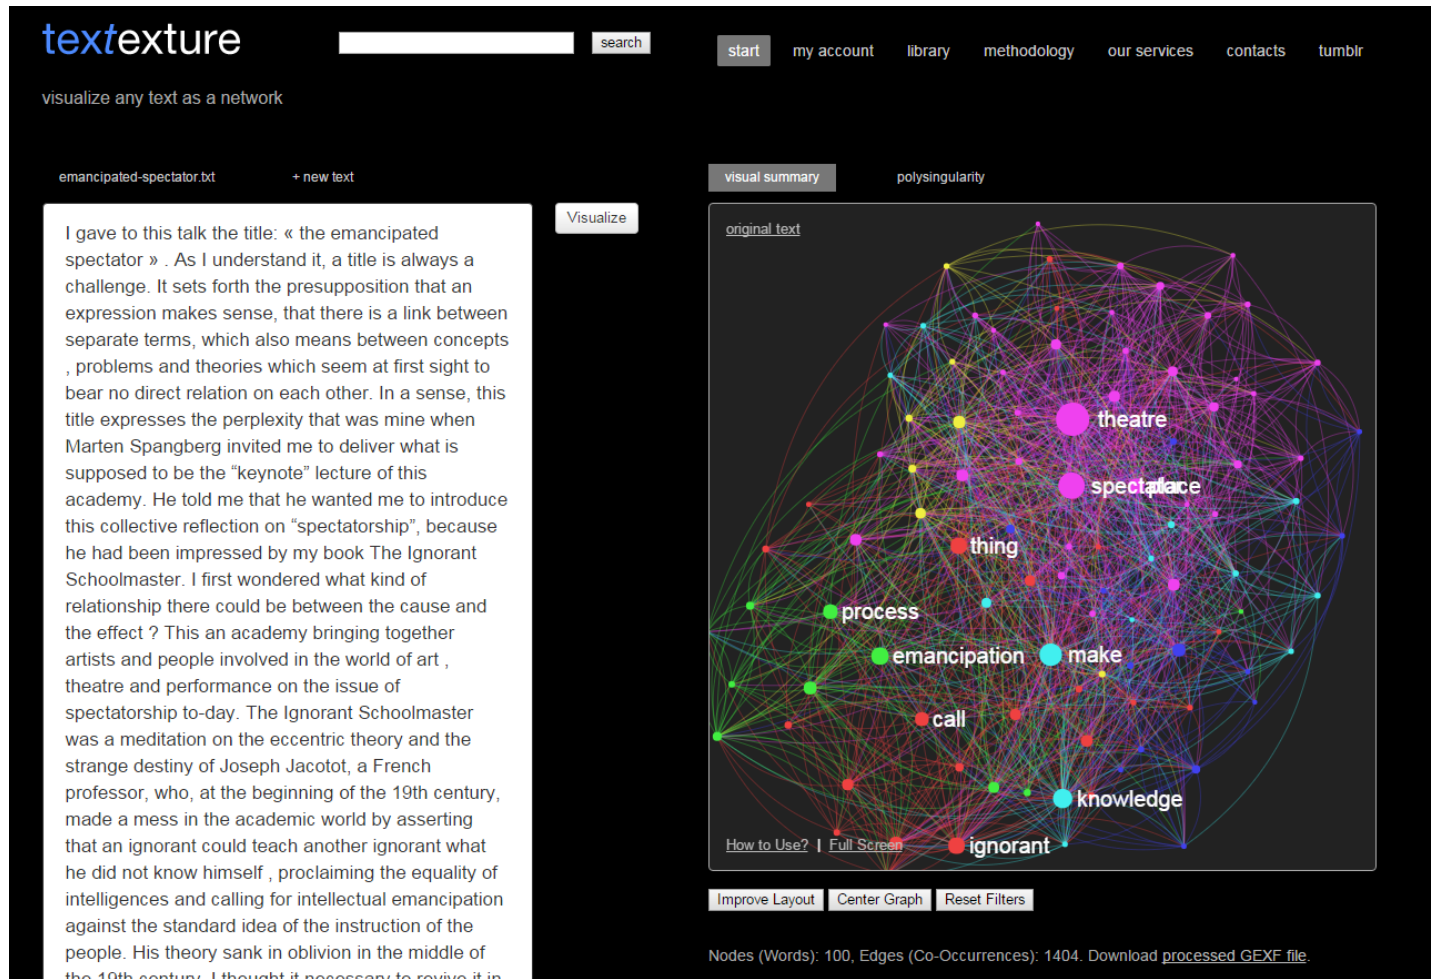 textexture
search
start
my account
library
methodology
our services
contacts
tumblr
visualize any text as a network
emancipated-spectator.txt
+ new text
visual summary
polysingularity
Visualize
I gave to this talk the title: « the emancipated
spectator » . As I understand it, a title is always a
challenge. It sets forth the presupposition that an
expression makes sense, that there is a link between
separate terms, which also means between concepts
, problems and theories which seem at first sight to
bear no direct relation on each other. In a sense, this
title expresses the perplexity that was mine when
Marten Spangberg invited me to deliver what is
supposed to be the “keynote” lecture of this
academy. He told me that he wanted me to introduce
this collective reflection on “spectatorship”, because
he had been impressed by my book The Ignorant
Schoolmaster. I first wondered what kind of
relationship there could be between the cause and
the effect ? This an academy bringing together
artists and people involved in the world of art ,
theatre and performance on the issue of
spectatorship to-day. The Ignorant Schoolmaster
was a meditation on the eccentric theory and the
strange destiny of Joseph Jacotot, a French
professor, who, at the beginning of the 19th century,
made a mess in the academic world by asserting
that an ignorant could teach another ignorant what
he did not know himself , proclaiming the equality of
intelligences and calling for intellectual emancipation
against the standard idea of the instruction of the
people. His theory sank in oblivion in the middle of
the 19th century. I thought it necessary to revive it in
original text
theatre
spectator
place
thing
process
emancipation
make
call
knowledge
ignorant
How to Use? | Full Screen
Improve Layout
Center Graph
Reset Filters
Nodes (Words): 100, Edges (Co-Occurrences): 1404. Download processed GEXF file.